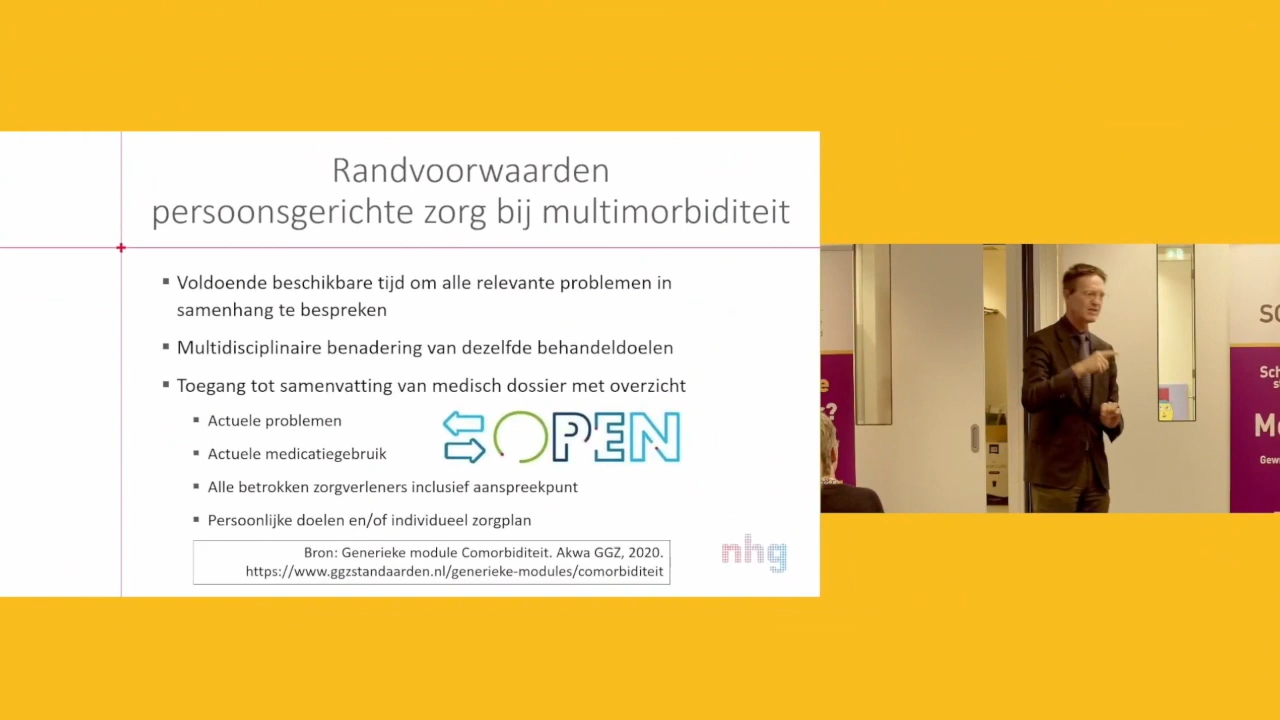 Randvoorwaarden
persoonsgerichte zorg bij multimorbiditeit
▪ Voldoende beschikbare tijd om alle relevante problemen in
samenhang te bespreken
▪ Multidisciplinaire benadering van dezelfde behandeldoelen
▪ Toegang tot samenvatting van medisch dossier met overzicht
▪ Actuele problemen
▪ Actuele medicatiegebruik
OPEN
▪ Alle betrokken zorgverleners inclusief aanspreekpunt
▪ Persoonlijke doelen en/of individueel zorgplan
Bron: Generieke module Comorbiditeit. Akwa GGZ, 2020.
https://www.ggzstandaarden.nl/generieke-modules/comorbiditeit
nhg